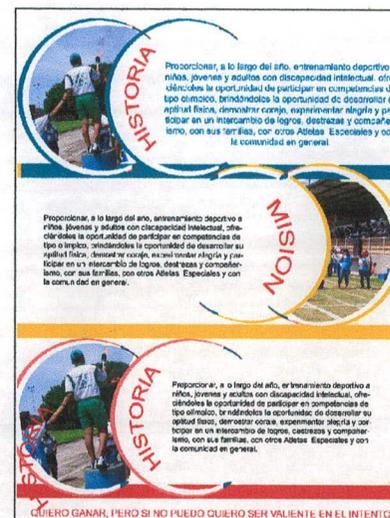 HISTORIA
Proporcionar, a lo largo del año, entrenamiento deportivo
niños, jovenes y adultos con discapacidad intelectual, ofre
ciéndoles la oportunidad de participar en competencias d
tipo olimpico, brindándoles la oportunidad de desarrollar s
aptitud física, demostrar coraje, experimentar alegría y pa
ticipar en un intercambio de logros, destrezas y compañe
ismo, con sus familias, con otros Atletas Especiales y co
la comunidad en general
Proporcionar, a lo largo del año, entrenamiento deportivo a
niños, jóvenes y adultos con discapacidad intelectual, ofre-
ciéndoles la oportunidad de participar en competencias de
tipo olimpico, brindándoles la oportunidad de desarrollar su
aptitud física, demostrar coraje, experimentar alegría y par-
ticipar en un intercambio de logros, destrezas y compañer-
ismo, con sus familias, con otros Atletas Especiales y con
la comunidad en general.
MISION
HISTORIA
HISTORIA
Proporcionar, a lo largo del año, entrenamiento deportivo a
niños, jovenes y adultos con discapacidad intelectual, ofre-
ciéndoles la oportunidad de participar en competencias de
tipo olimpico, brindándoles la oportunidad de desarrollar su
aptitud física, demostrar coraje, experimentar alegría y par-
ticipar en un intercambio de logros, destrezas y compañer-
ismo, con sus familias, con otros Atletas Especiales y con
la comunidad en general.
QUIERO GANAR, PERO SI NO PUEDO QUIERO SER VALIENTE EN EL INTENTO